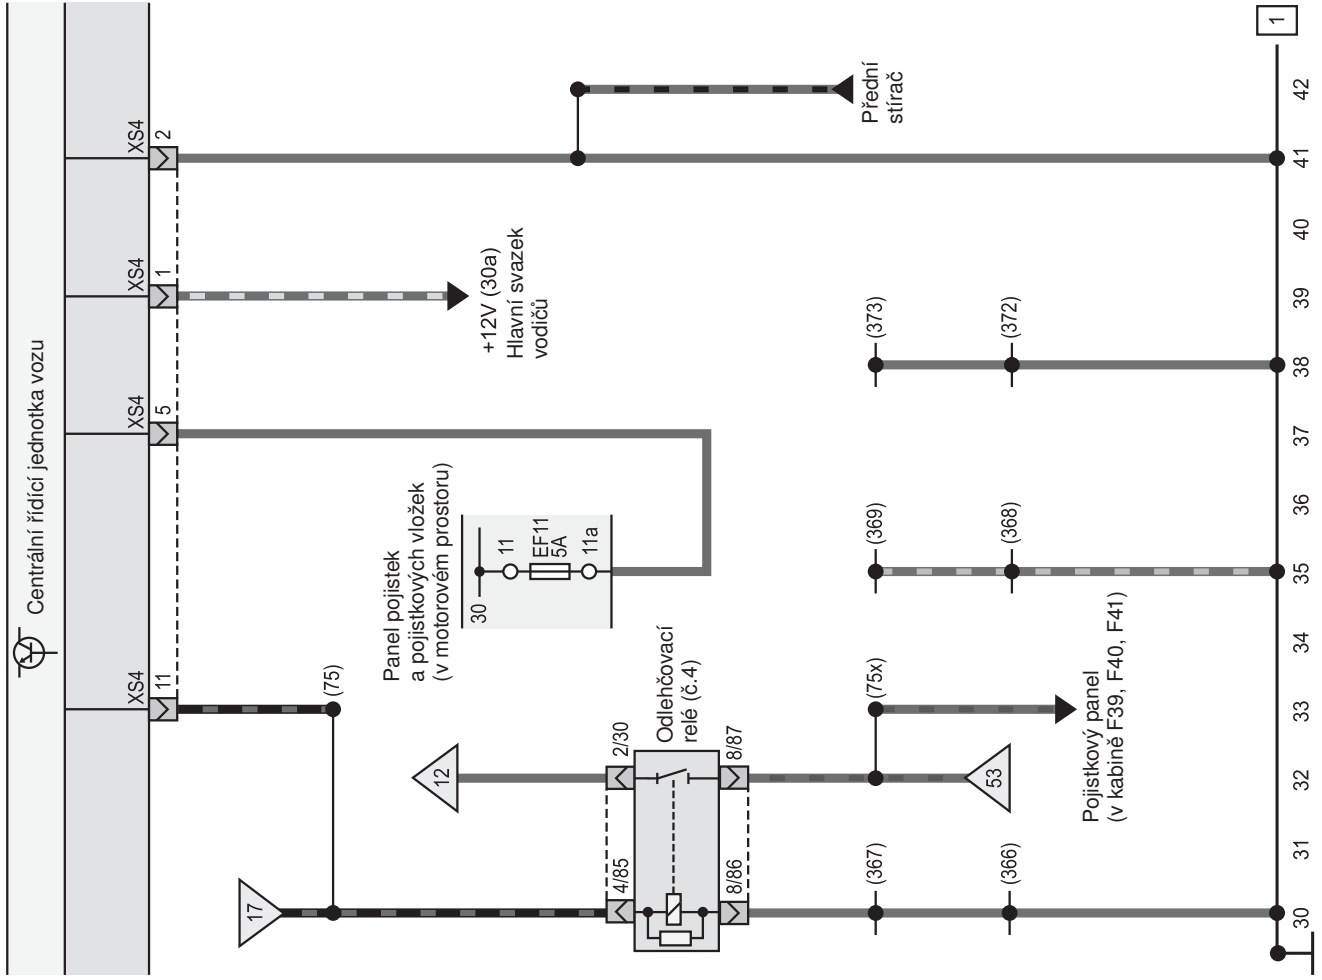 Centrální řídící jednotka vozu
XS4
11
XS4
5
XS4
1
XS4
2
17
(75)
12
Panel pojistek
a pojistkových vložek
(v motorovém prostoru)
30
11
EF11
5A
11a
+12V (30a)
Hlavní svazek
vodičů
Přední
stírač
Odlehčovací
relé (č.4)
4/85
2/30
8/86
8/87
(367)
(366)
(75x)
53
Pojistkový panel
(v kabině F39, F40, F41)
(369)
(368)
(373)
(372)
30
31
32
33
34
35
36
37
38
39
40
41
42
1